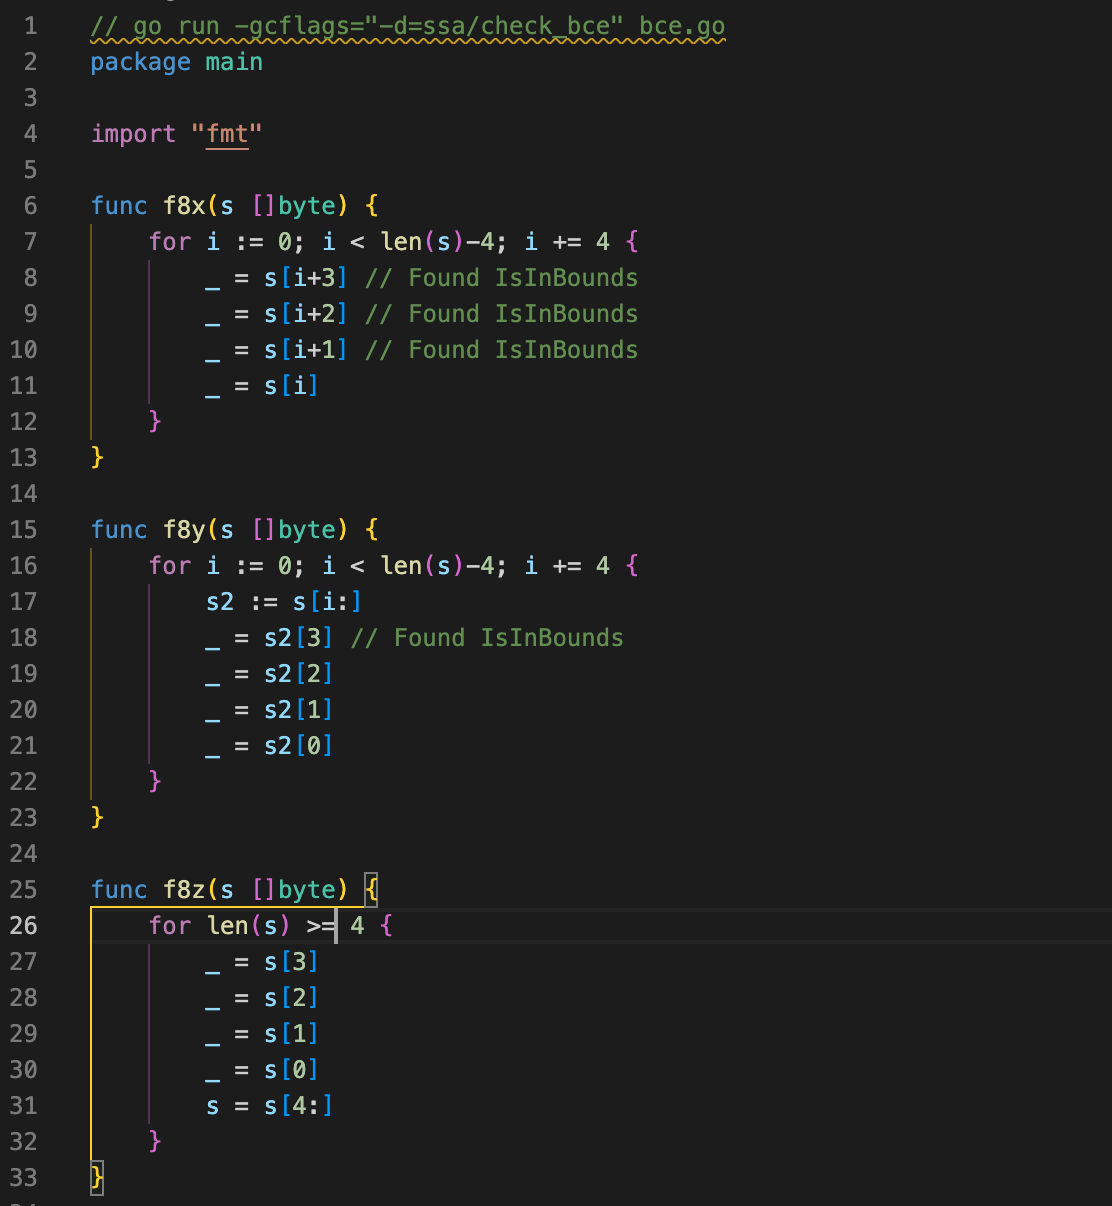 1 // go run -gcflags="-d=ssa/check_bce" bce.go
2 package main
3
4 import "fmt"
5
6 func f8x(s []byte) {
7 for i := 0; i < len(s)-4; i += 4 {
8 _ = s[i+3] // Found IsInBounds
9 _ = s[i+2] // Found IsInBounds
10 _ = s[i+1] // Found IsInBounds
11 _ = s[i]
12 }
13 }
14
15 func f8y(s []byte) {
16 for i := 0; i < len(s)-4; i += 4 {
17 s2 := s[i:]
18 _ = s2[3] // Found IsInBounds
19 _ = s2[2]
20 _ = s2[1]
21 _ = s2[0]
22 }
23 }
24
25 func f8z(s []byte) {
26 for len(s) >= 4 {
27 _ = s[3]
28 _ = s[2]
29 _ = s[1]
30 _ = s[0]
31 s = s[4:]
32 }
33 }